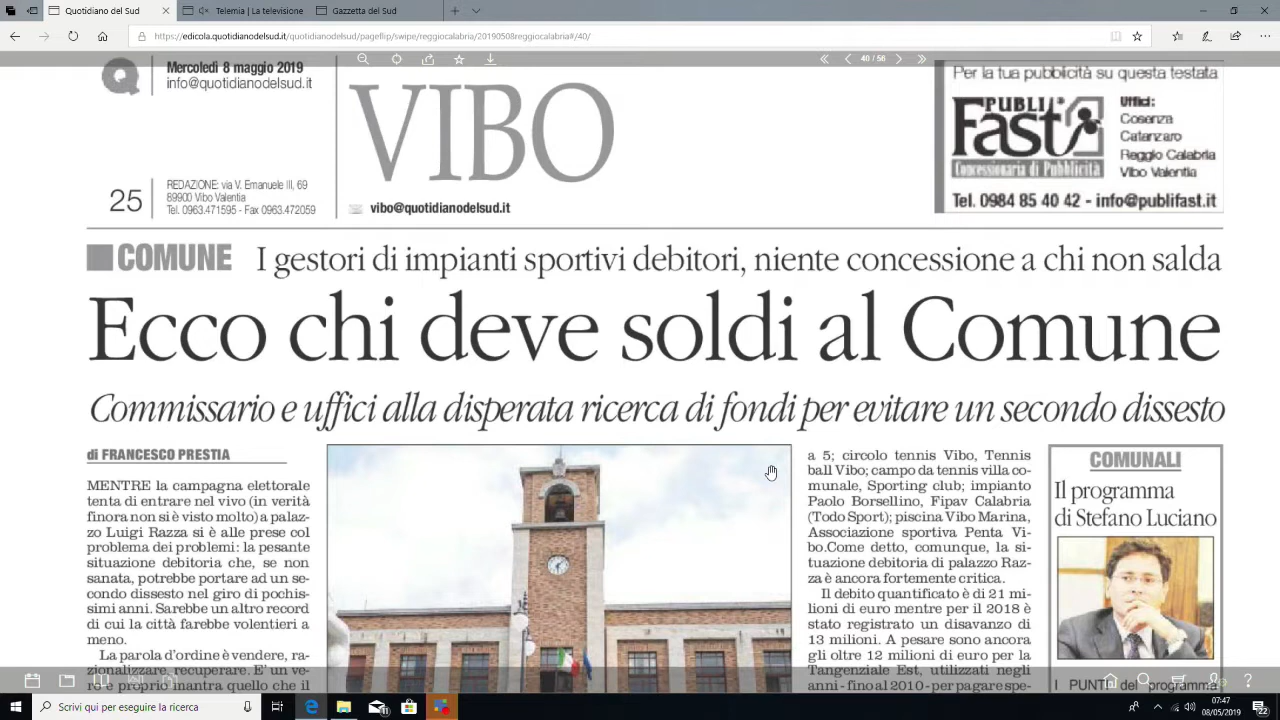 Quotidiano del Sud
x - Telemia | Streaming
Gazzetta del Sud
https://edicola.quotidianodelsud.it/quotidianodelsud/pageflip/swipe/reggiocalabria/20190508reggiocalabria#/40/
40 / 56
Mercoledì 8 maggio 2019
info@quotidianodelsud.it
25
REDAZIONE: via V. Emanuele III, 69
89900 Vibo Valentia
Tel. 0963.471595 - Fax 0963.472059
VIBO
vibo@quotidianodelsud.it
Per la tua pubblicità su questa testata
PUBLI
Fast
Concessionaria di Pubblicità
Uffici:
Cosenza
Catanzaro
Reggio Calabria
Vibo Valentia
Tel. 0984 85 40 42 - info@publifast.it
COMUNE I gestori di impianti sportivi debitori, niente concessione a chi non salda
Ecco chi deve soldi al Comune
Commissario e uffici alla disperata ricerca di fondi per evitare un secondo dissesto
di FRANCESCO PRESTIA
MENTRE la campagna elettorale
tenta di entrare nel vivo (in verità
finora non si è visto molto) a palaz-
zo Luigi Razza si è alle prese col
problema dei problemi: la pesante
situazione debitoria che, se non
sanata, potrebbe portare ad un se-
condo dissesto nel giro di pochis-
simi anni. Sarebbe un altro record
di cui la città farebbe volentieri a
meno.
La parola d'ordine è vendere, ra-
zionalizzare, recuperare. E' un ve-
ro e proprio mantra quello che il
a 5; circolo tennis Vibo, Tennis
ball Vibo; campo da tennis villa co-
munale, Sporting club; impianto
Paolo Borsellino, Fipav Calabria
(Todo Sport); piscina Vibo Marina,
Associazione sportiva Penta Vi-
bo.Come detto, comunque, la si-
tuazione debitoria di palazzo Raz-
za è ancora fortemente critica.
Il debito quantificato è di 21 mi-
lioni di euro mentre per il 2018 è
stato registrato un disavanzo di
13 milioni. A pesare sono ancora
gli oltre 12 milioni di euro per la
Tangenziale Est, utilizzati negli
anni - fino al 2010 - per pagare spe-
COMUNALI
Il programma
di Stefano Luciano
I PUNTI del programma
Scrivi qui per eseguire la ricerca
07:47
08/05/2019